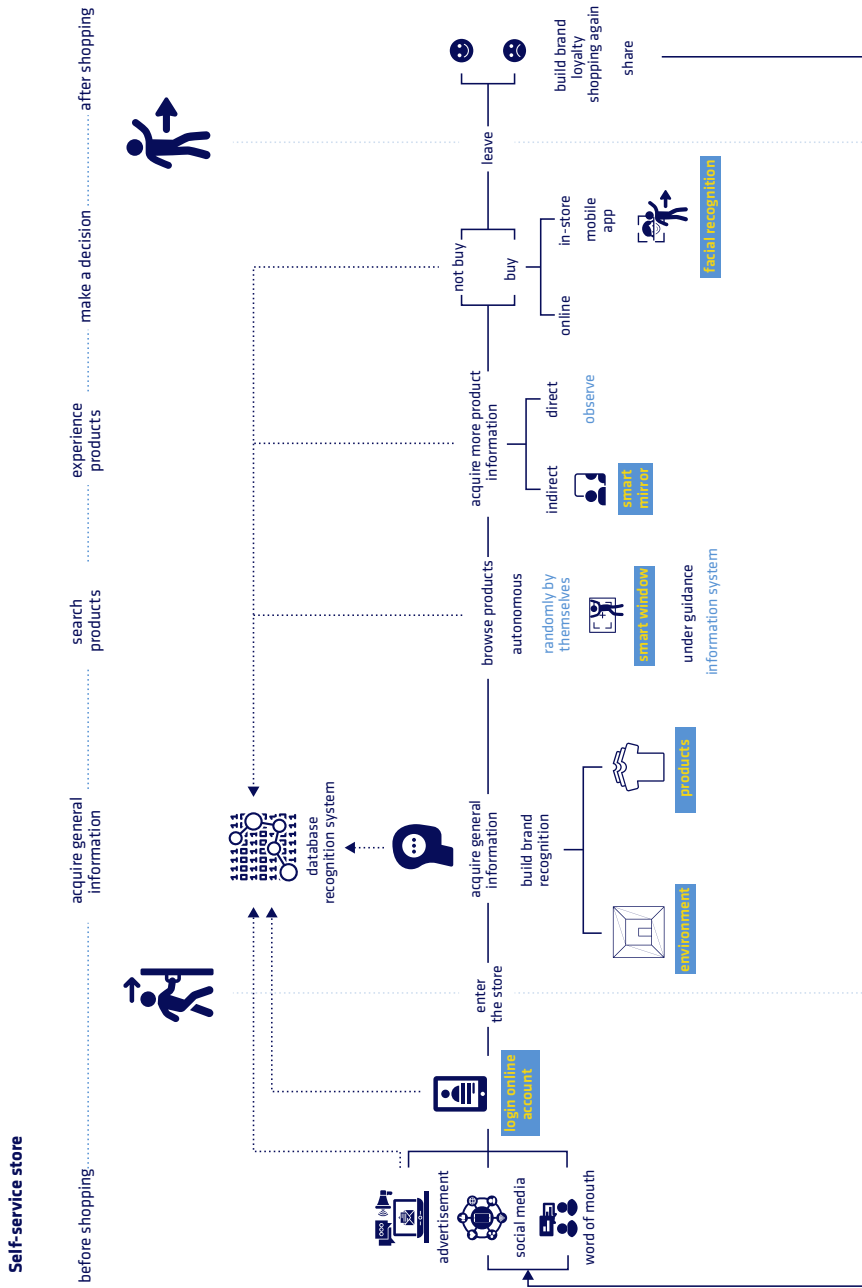 Self-service store
before shopping
acquire general
information
search
products
experience
products
make a decision
after shopping
database
recognition system
advertisement
social media
word of mouth
login online
account
enter
the store
acquire general
information
build brand
recognition
environment
products
browse products
autonomous
randomly by
themselves
smart window
under guidance
information system
acquire more product
information
indirect
smart
mirror
direct
observe
not buy
buy
online
in-store
mobile
app
facial recognition
leave
build brand
loyalty
shopping again
share